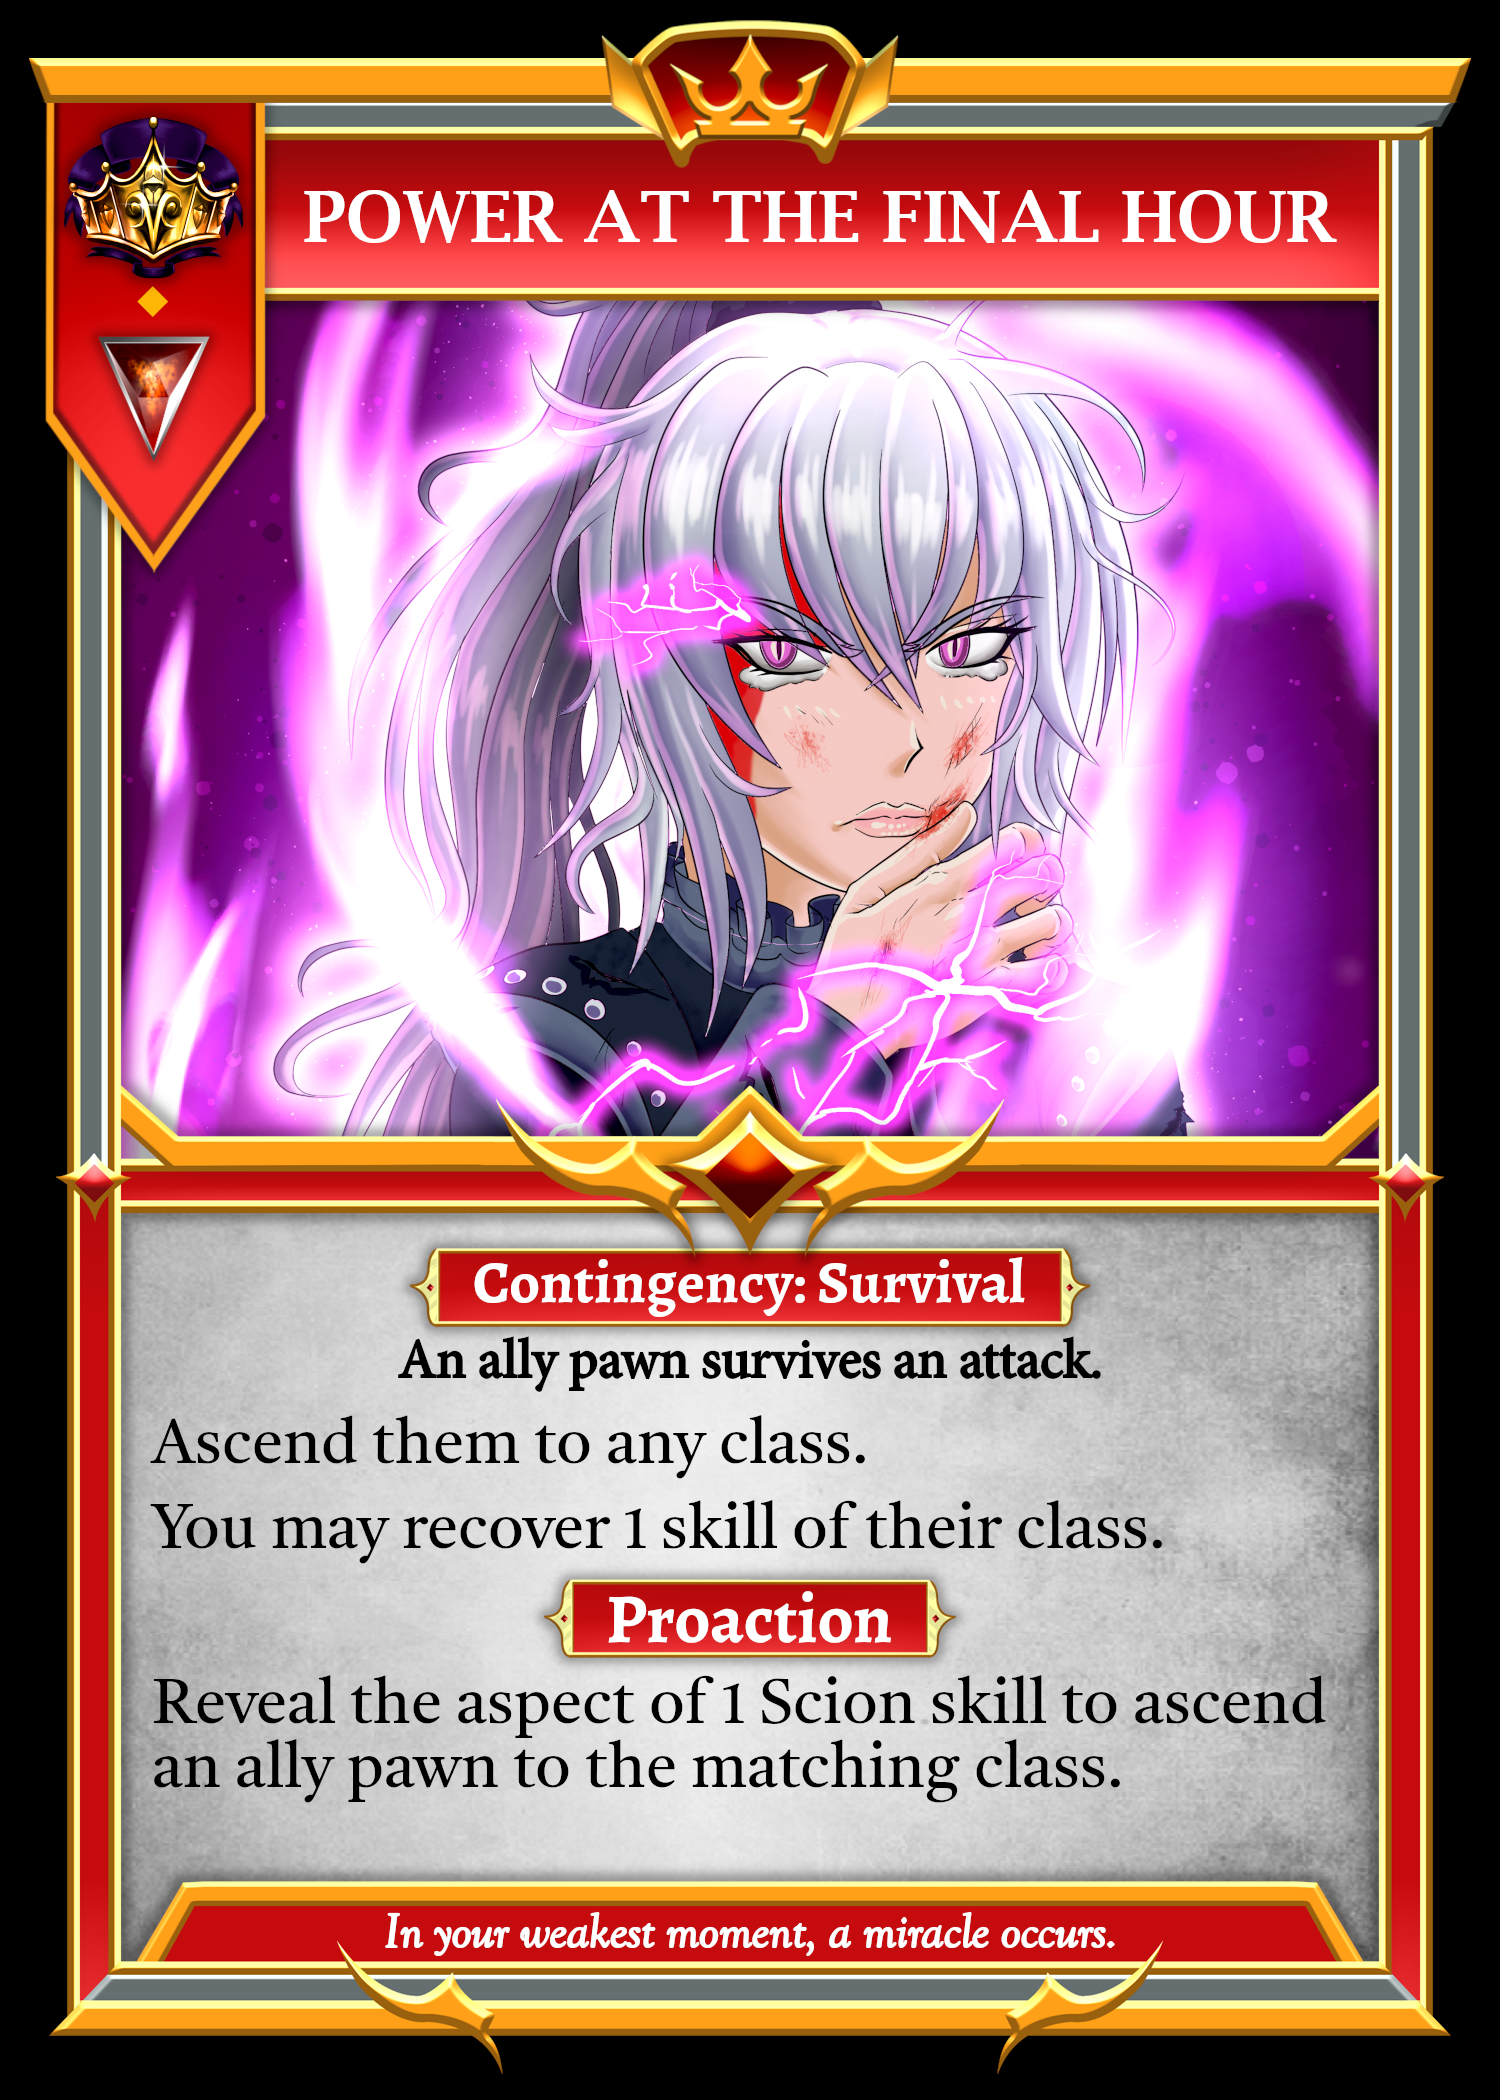 POWER AT THE FINAL HOUR
Contingency: Survival
An ally pawn survives an attack.
Ascend them to any class.
You may recover 1 skill of their class.
Proaction
Reveal the aspect of 1 Scion skill to ascend
an ally pawn to the matching class.
In your weakest moment, a miracle occurs.